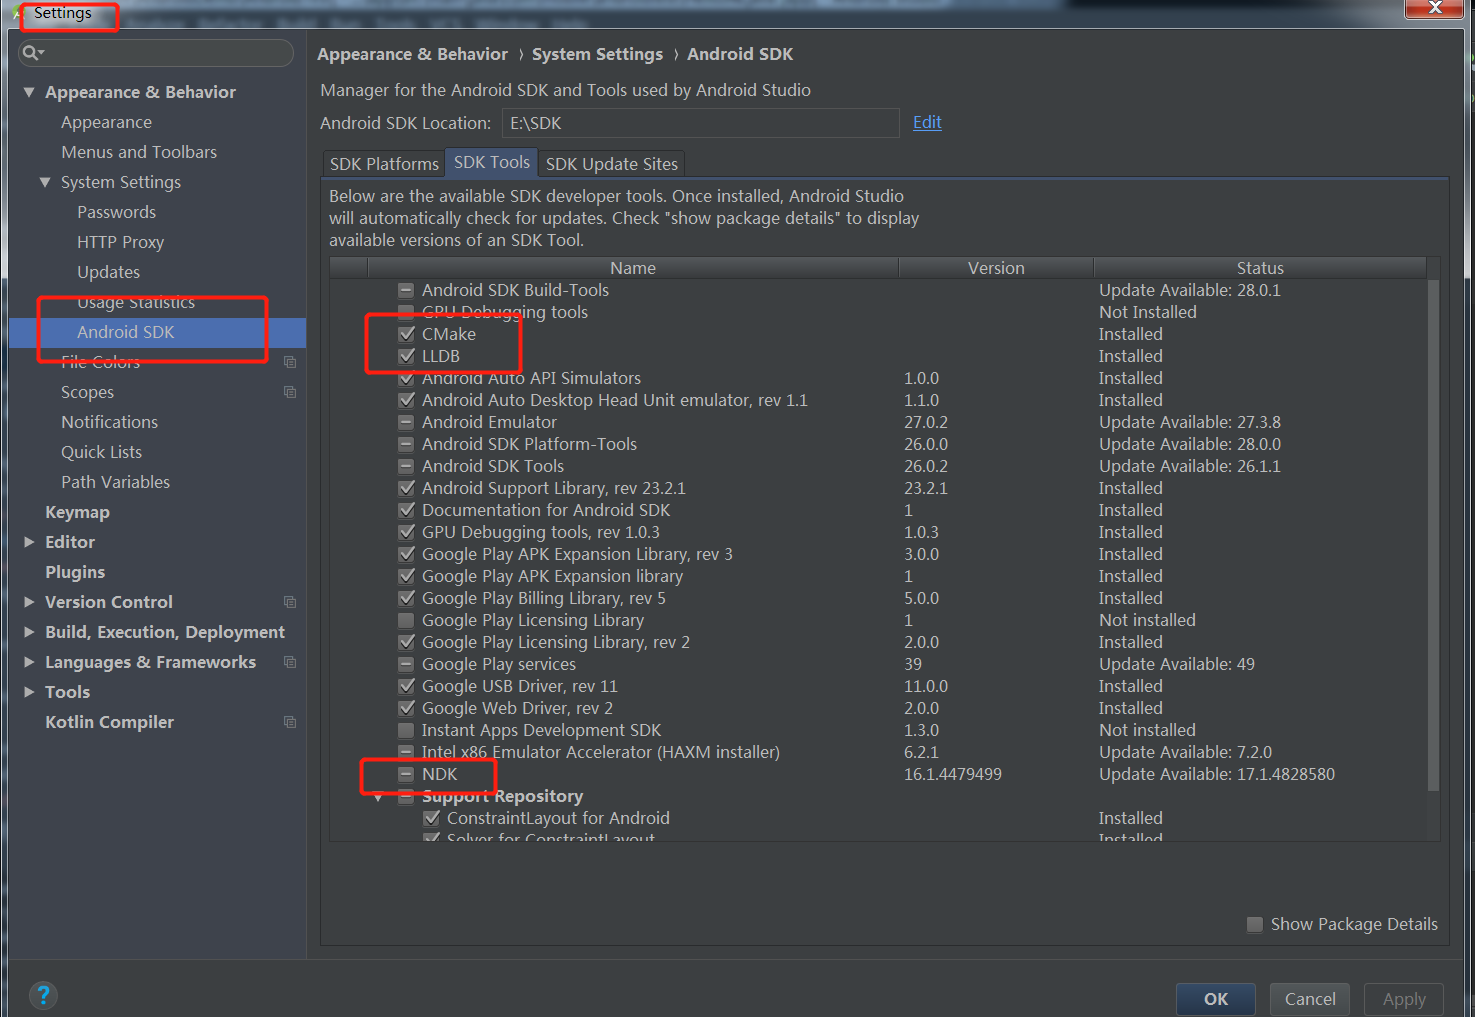 Settings
Appearance & Behavior
Appearance
Menus and Toolbars
System Settings
Passwords
HTTP Proxy
Updates
Usage Statistics
Android SDK
File Colors
Scopes
Notifications
Quick Lists
Path Variables
Keymap
Editor
Plugins
Version Control
Build, Execution, Deployment
Languages & Frameworks
Tools
Kotlin Compiler
Appearance & Behavior › System Settings › Android SDK
Manager for the Android SDK and Tools used by Android Studio
Android SDK Location: E:\SDK Edit
SDK Platforms SDK Tools SDK Update Sites
Below are the available SDK developer tools. Once installed, Android Studio
will automatically check for updates. Check "show package details" to display
available versions of an SDK Tool.
Name Version Status
Android SDK Build-Tools Update Available: 28.0.1
GPU Debugging tools Not Installed
CMake Installed
LLDB Installed
Android Auto API Simulators 1.0.0 Installed
Android Auto Desktop Head Unit emulator, rev 1.1 1.1.0 Installed
Android Emulator 27.0.2 Update Available: 27.3.8
Android SDK Platform-Tools 26.0.0 Update Available: 28.0.0
Android SDK Tools 26.0.2 Update Available: 26.1.1
Android Support Library, rev 23.2.1 23.2.1 Installed
Documentation for Android SDK 1 Installed
GPU Debugging tools, rev 1.0.3 1.0.3 Installed
Google Play APK Expansion Library, rev 3 3.0.0 Installed
Google Play APK Expansion library 1 Installed
Google Play Billing Library, rev 5 5.0.0 Installed
Google Play Licensing Library 1 Not installed
Google Play Licensing Library, rev 2 2.0.0 Installed
Google Play services 39 Update Available: 49
Google USB Driver, rev 11 11.0.0 Installed
Google Web Driver, rev 2 2.0.0 Installed
Instant Apps Development SDK 1.3.0 Not installed
Intel x86 Emulator Accelerator (HAXM installer) 6.2.1 Update Available: 7.2.0
NDK 16.1.4479499 Update Available: 17.1.4828580
Support Repository
ConstraintLayout for Android Installed
Solver for ConstraintLayout Installed
Show Package Details
? OK Cancel Apply